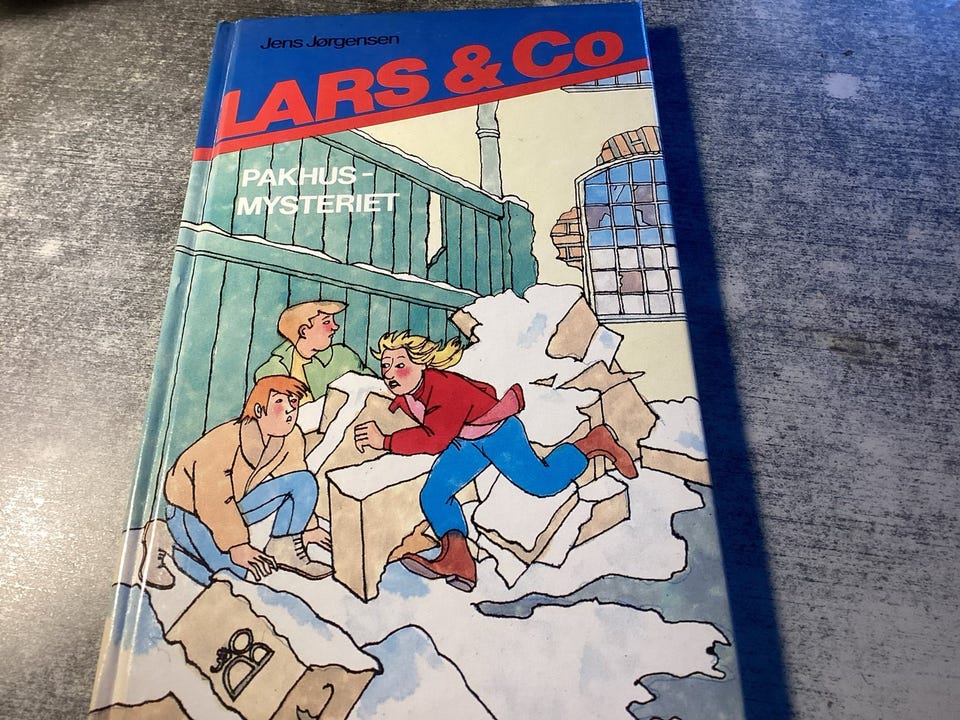 Jens Jørgensen
LARS & Co
PAKHUS-
MYSTERIET